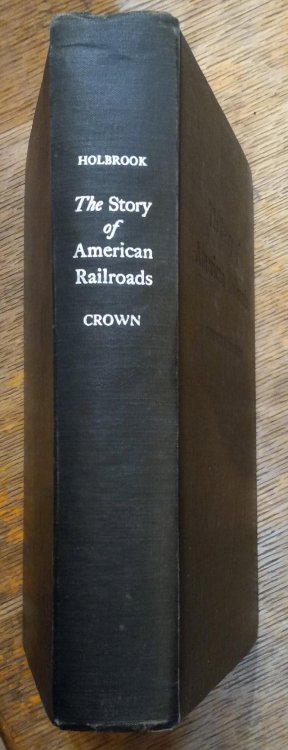 HOLBROOK
The Story
of
American
Railroads
CROWN